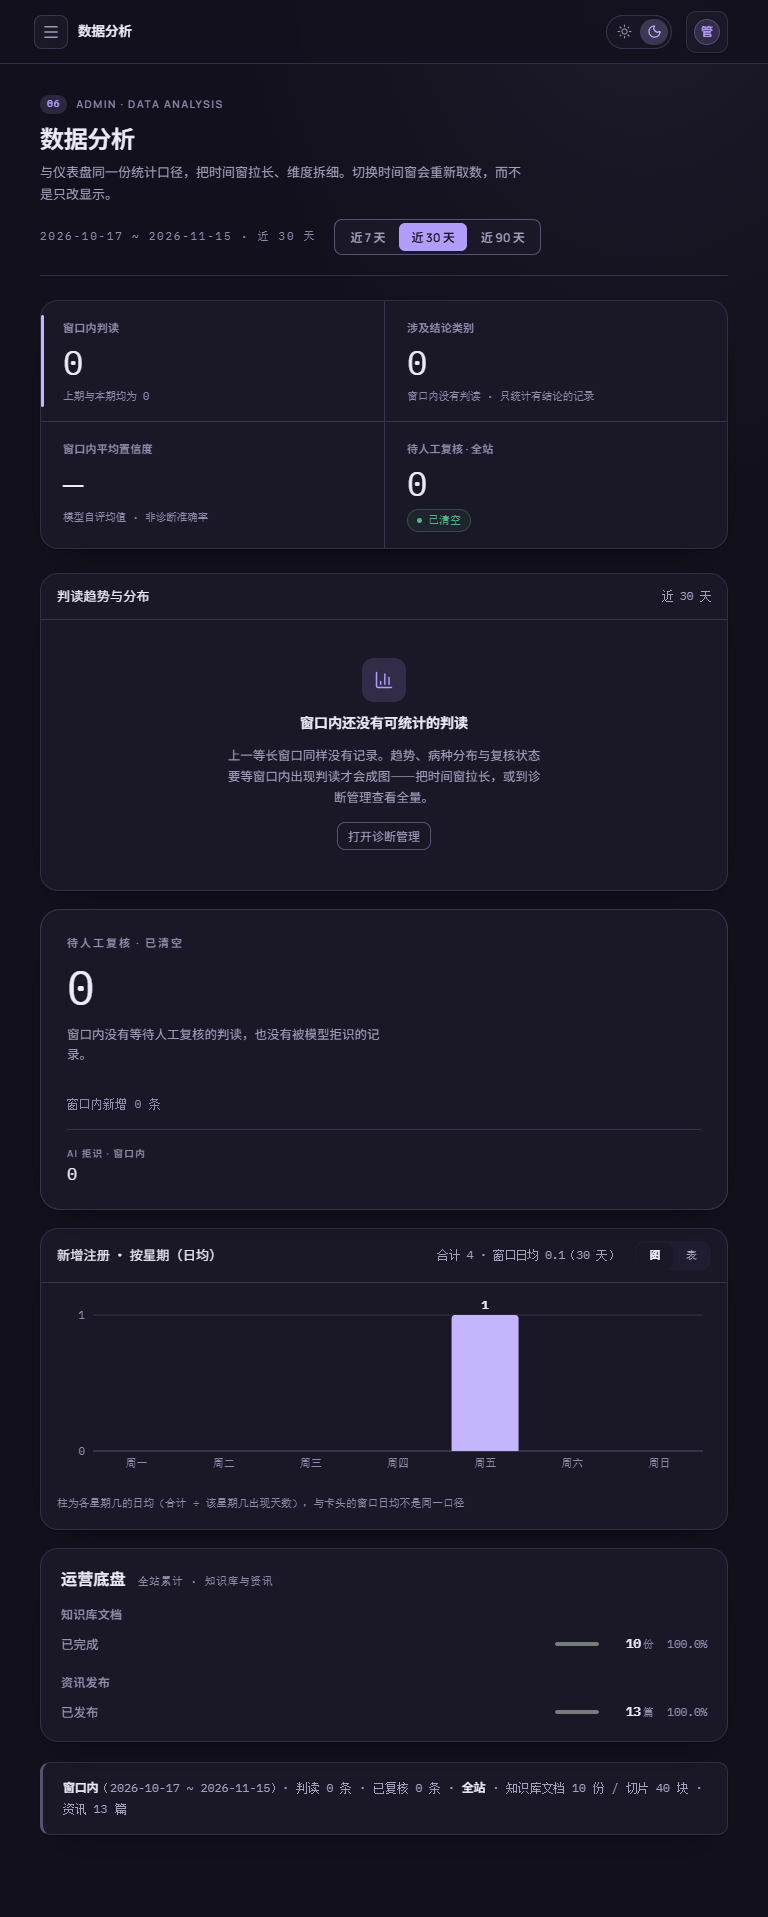 数据分析
管
06 ADMIN · DATA ANALYSIS
数据分析
与仪表盘同一份统计口径，把时间窗拉长、维度拆细。切换时间窗会重新取数，而不
是只改显示。
2026-10-17 ~ 2026-11-15 · 近 30 天
近 7 天 近 30 天 近 90 天
窗口内判读
0
上期与本期均为 0
涉及结论类别
0
窗口内没有判读 · 只统计有结论的记录
窗口内平均置信度
—
模型自评均值 · 非诊断准确率
待人工复核 · 全站
0
已清空
判读趋势与分布
近 30 天
窗口内还没有可统计的判读
上一等长窗口同样没有记录。趋势、病种分布与复核状态
要等窗口内出现判读才会成图——把时间窗拉长，或到诊
断管理查看全量。
打开诊断管理
待人工复核 · 已清空
0
窗口内没有等待人工复核的判读，也没有被模型拒识的记
录。
窗口内新增 0 条
AI 拒识 · 窗口内
0
新增注册 · 按星期（日均）
合计 4 · 窗口日均 0.1（30 天）
图 表
1
1
0
周一 周二 周三 周四 周五 周六 周日
柱为各星期几的日均（合计 ÷ 该星期几出现天数），与卡头的窗口日均不是同一口径
运营底盘 全站累计 · 知识库与资讯
知识库文档
已完成 10 份 100.0%
资讯发布
已发布 13 篇 100.0%
窗口内（2026-10-17 ~ 2026-11-15）· 判读 0 条 · 已复核 0 条 · 全站 · 知识库文档 10 份 / 切片 40 块 ·
资讯 13 篇